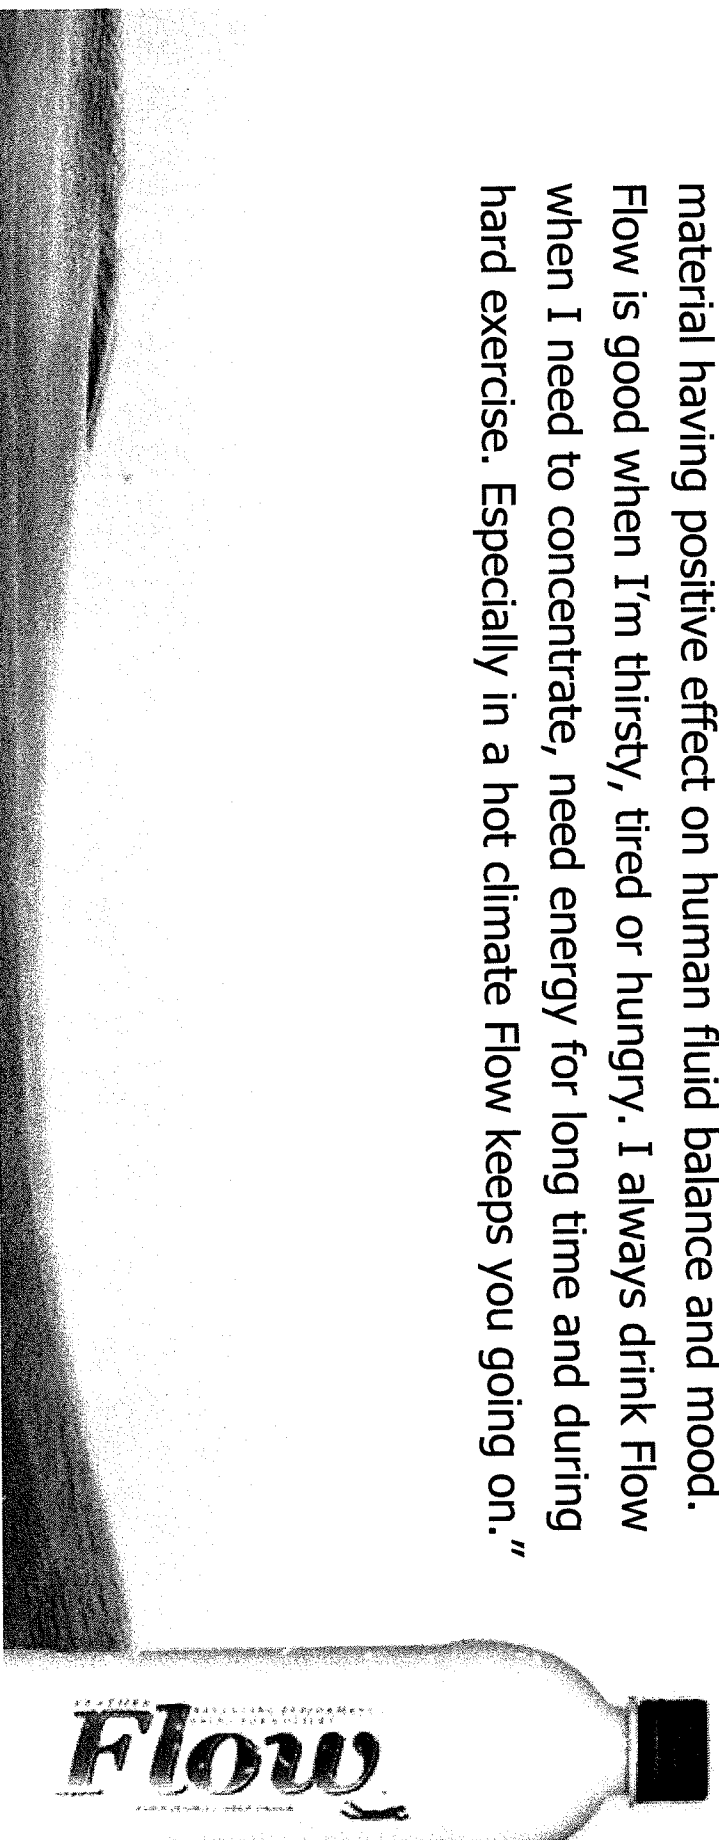 material having positive effect on human fluid balance and mood.
Flow is good when I'm thirsty, tired or hungry. I always drink Flow
when I need to concentrate, need energy for long time and during
hard exercise. Especially in a hot climate Flow keeps you going on."
Flow